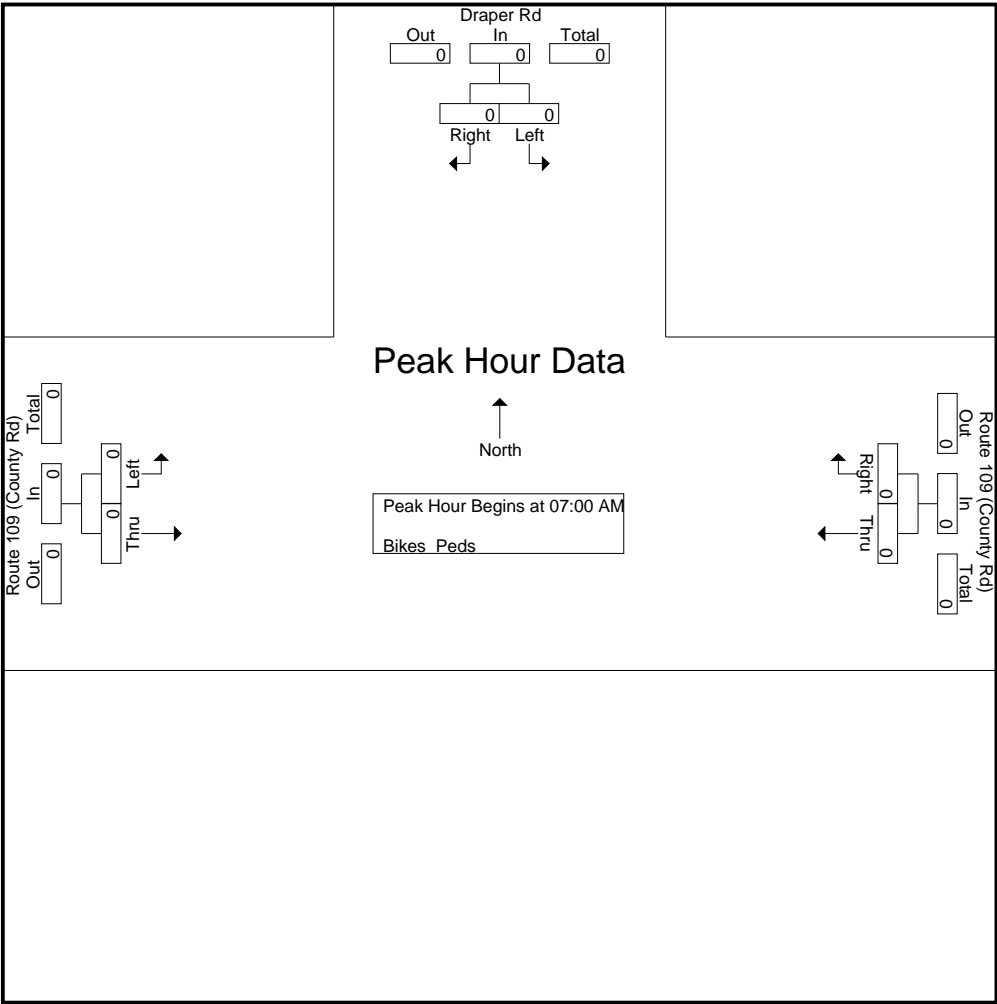 Draper Rd
Out In Total
0 0 0
0 0
Right Left
Peak Hour Data
North
Peak Hour Begins at 07:00 AM
Bikes Peds
Route 109 (County Rd)
Out In Total
0 0 0
0 0
Left
Thru
Route 109 (County Rd)
Out In Total
0 0 0
0 0
Right Thru